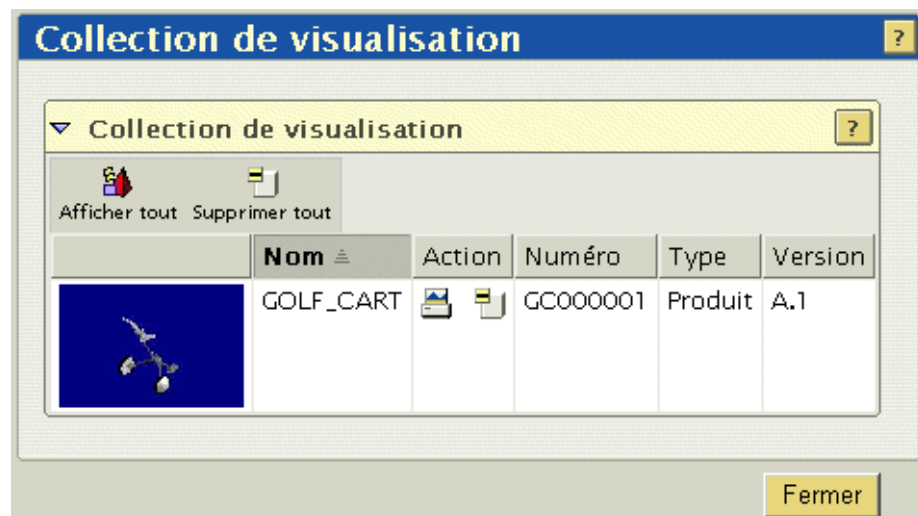 Collection de visualisation ?
Collection de visualisation ?
Afficher tout Supprimer tout
Nom Action Numéro Type Version
GOLF_CART GC000001 Produit A.1
Fermer